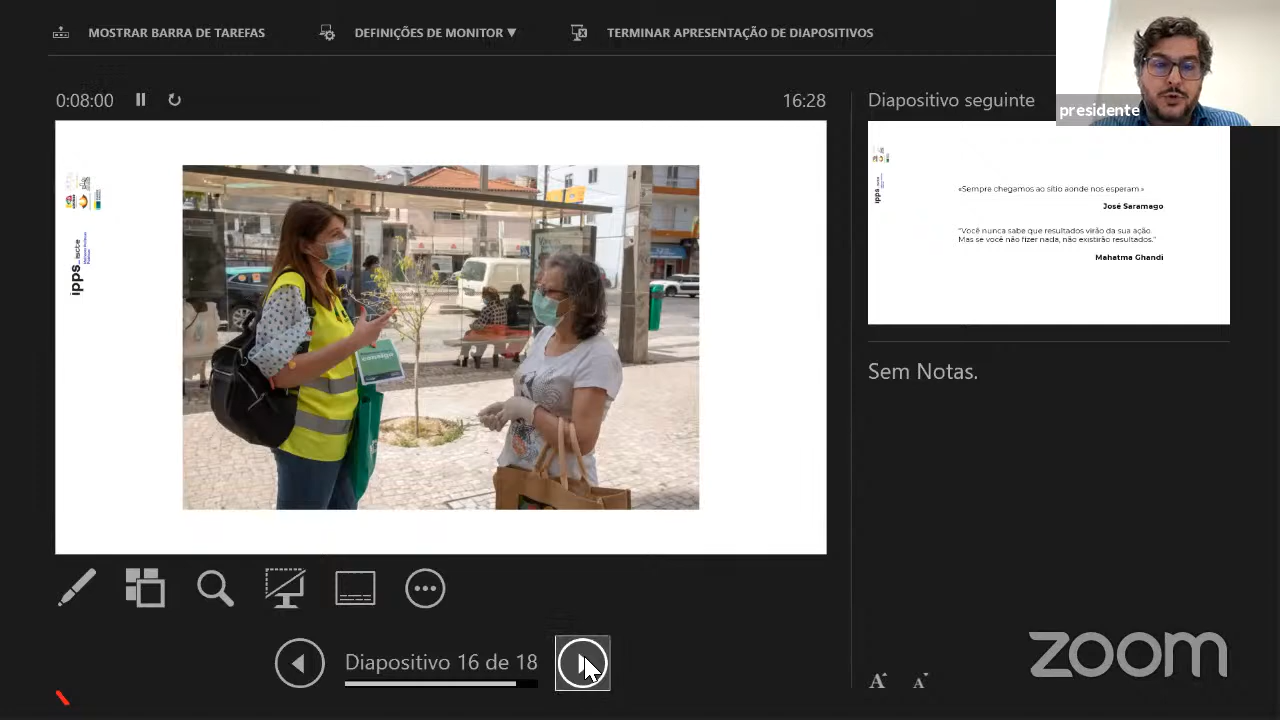 MOSTRAR BARRA DE TAREFAS
DEFINIÇÕES DE MONITOR ▼
TERMINAR APRESENTAÇÃO DE DIAPOSITIVOS
presidente
0:08:00
16:28
Diapositivo seguinte
ipps_iscte
consigo
ipps_iscte
«Sempre chegamos ao sítio aonde nos esperam »
José Saramago
"Você nunca sabe que resultados virão da sua ação.
Mas se você não fizer nada, não existirão resultados."
Mahatma Ghandi
Sem Notas.
Diapositivo 16 de 18
A A
zoom